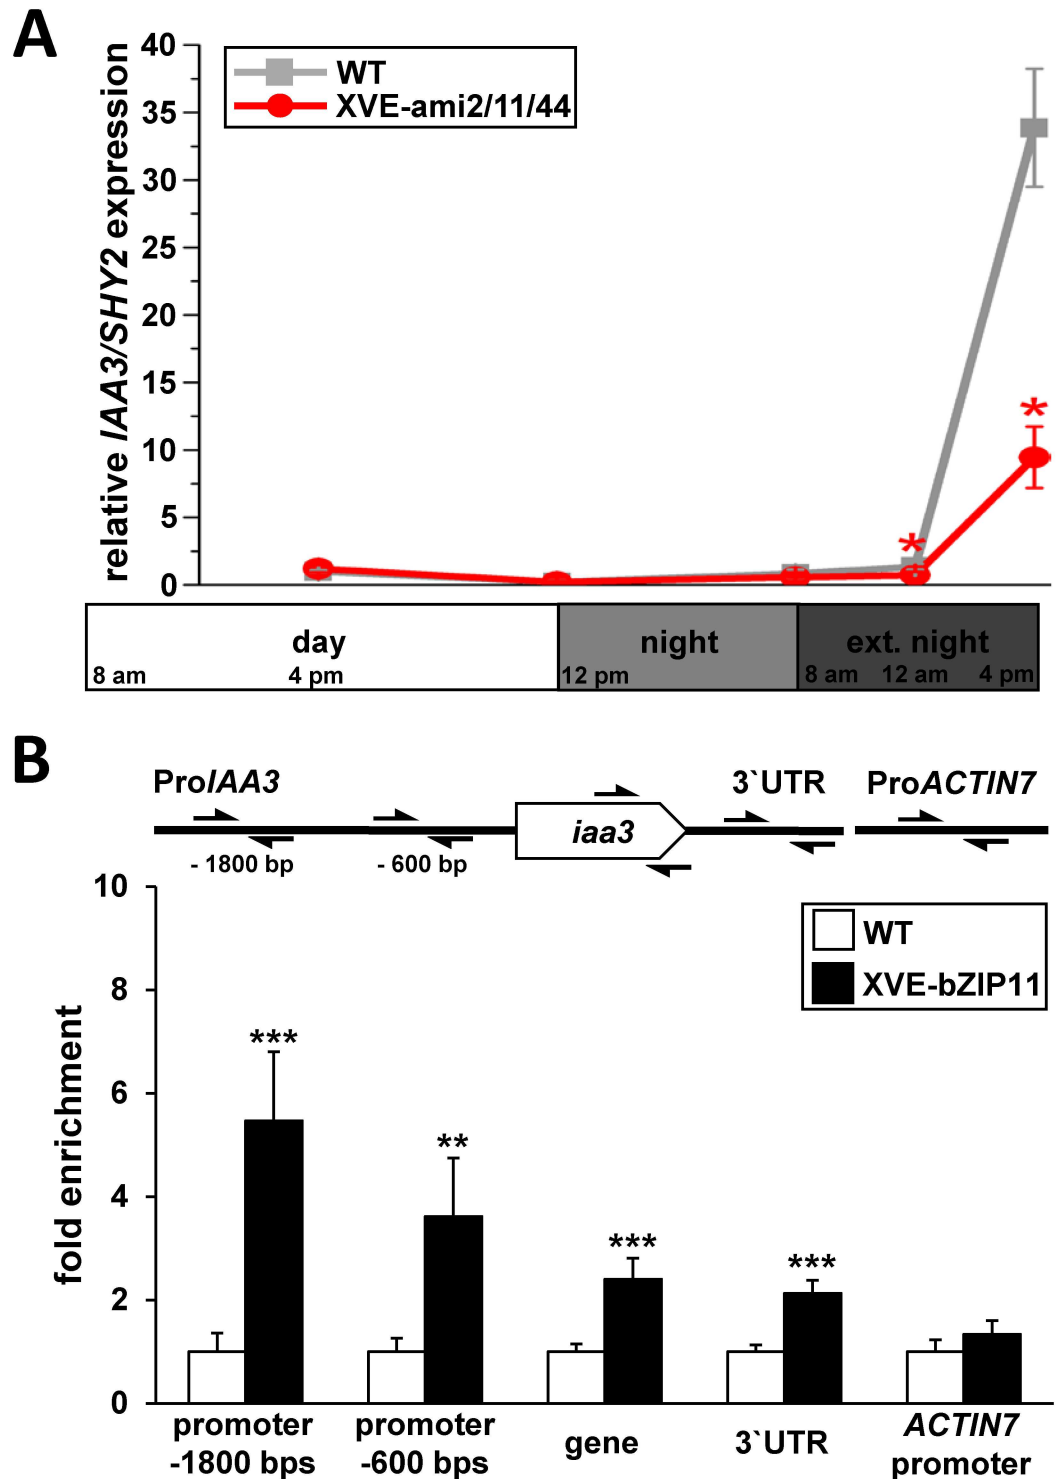 A
relative IAA3/SHY2 expression
40
35
30
25
20
15
10
5
0
WT
XVE-ami2/11/44
*
*
day
night
ext. night
8 am
4 pm
12 pm
8 am
12 am
4 pm
B
ProIAA3
3`UTR
ProACTIN7
iaa3
- 1800 bp
- 600 bp
fold enrichment
10
8
6
4
2
0
WT
XVE-bZIP11
***
**
***
***
promoter
-1800 bps
promoter
-600 bps
gene
3`UTR
ACTIN7
promoter